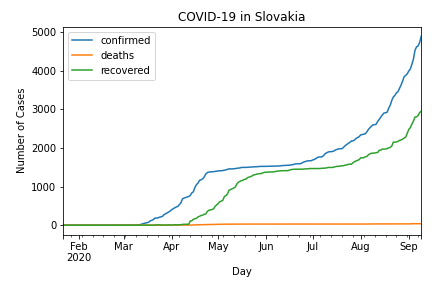 COVID-19 in Slovakia
confirmed
deaths
recovered
Number of Cases
5000
4000
3000
2000
1000
0
Feb Mar Apr May Jun Jul Aug Sep
2020
Day